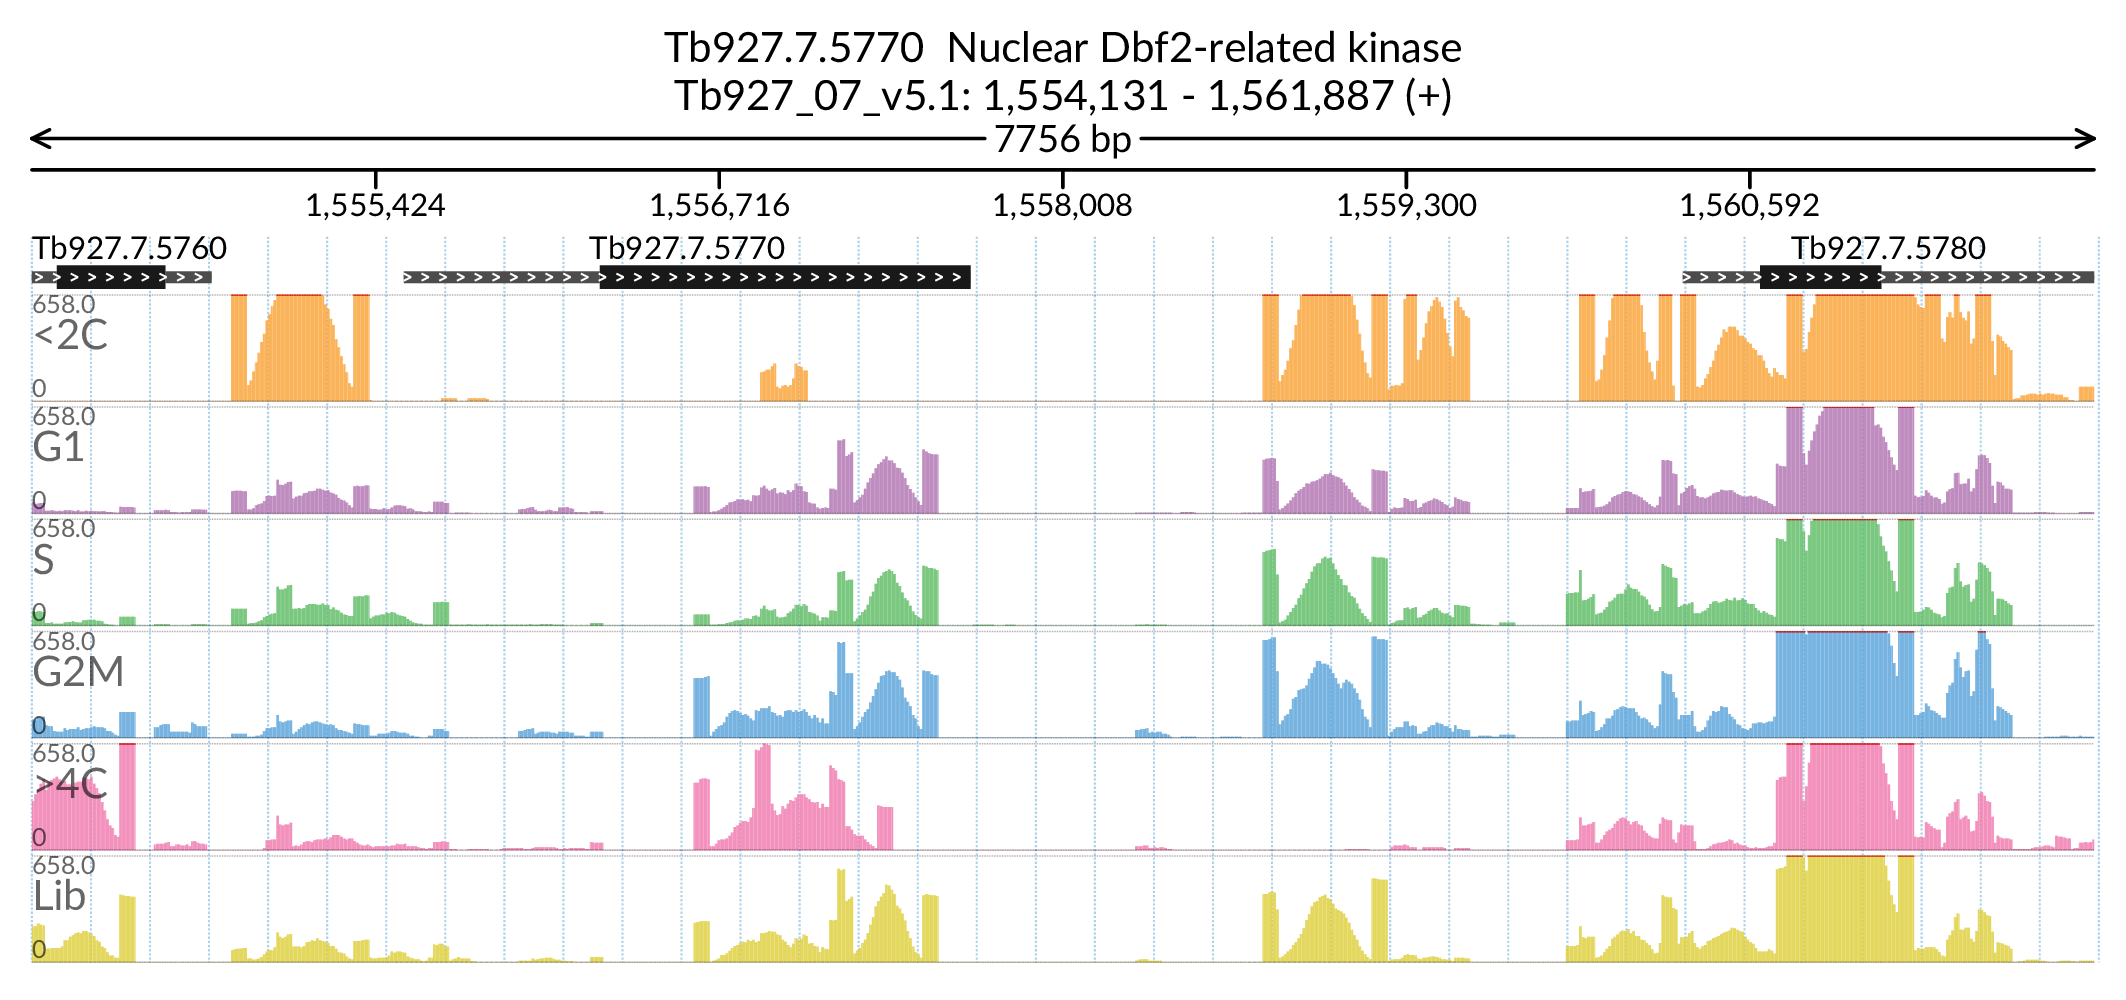 Tb927.7.5770  Nuclear Dbf2-related kinase
Tb927_07_v5.1: 1,554,131 - 1,561,887 (+)
7756 bp
1,555,424 1,556,716 1,558,008 1,559,300 1,560,592
Tb927.7.5760 Tb927.7.5770 Tb927.7.5780
658.0
<2C
0
658.0
G1
0
658.0
S
0
658.0
G2M
0
658.0
>4C
0
658.0
Lib
0